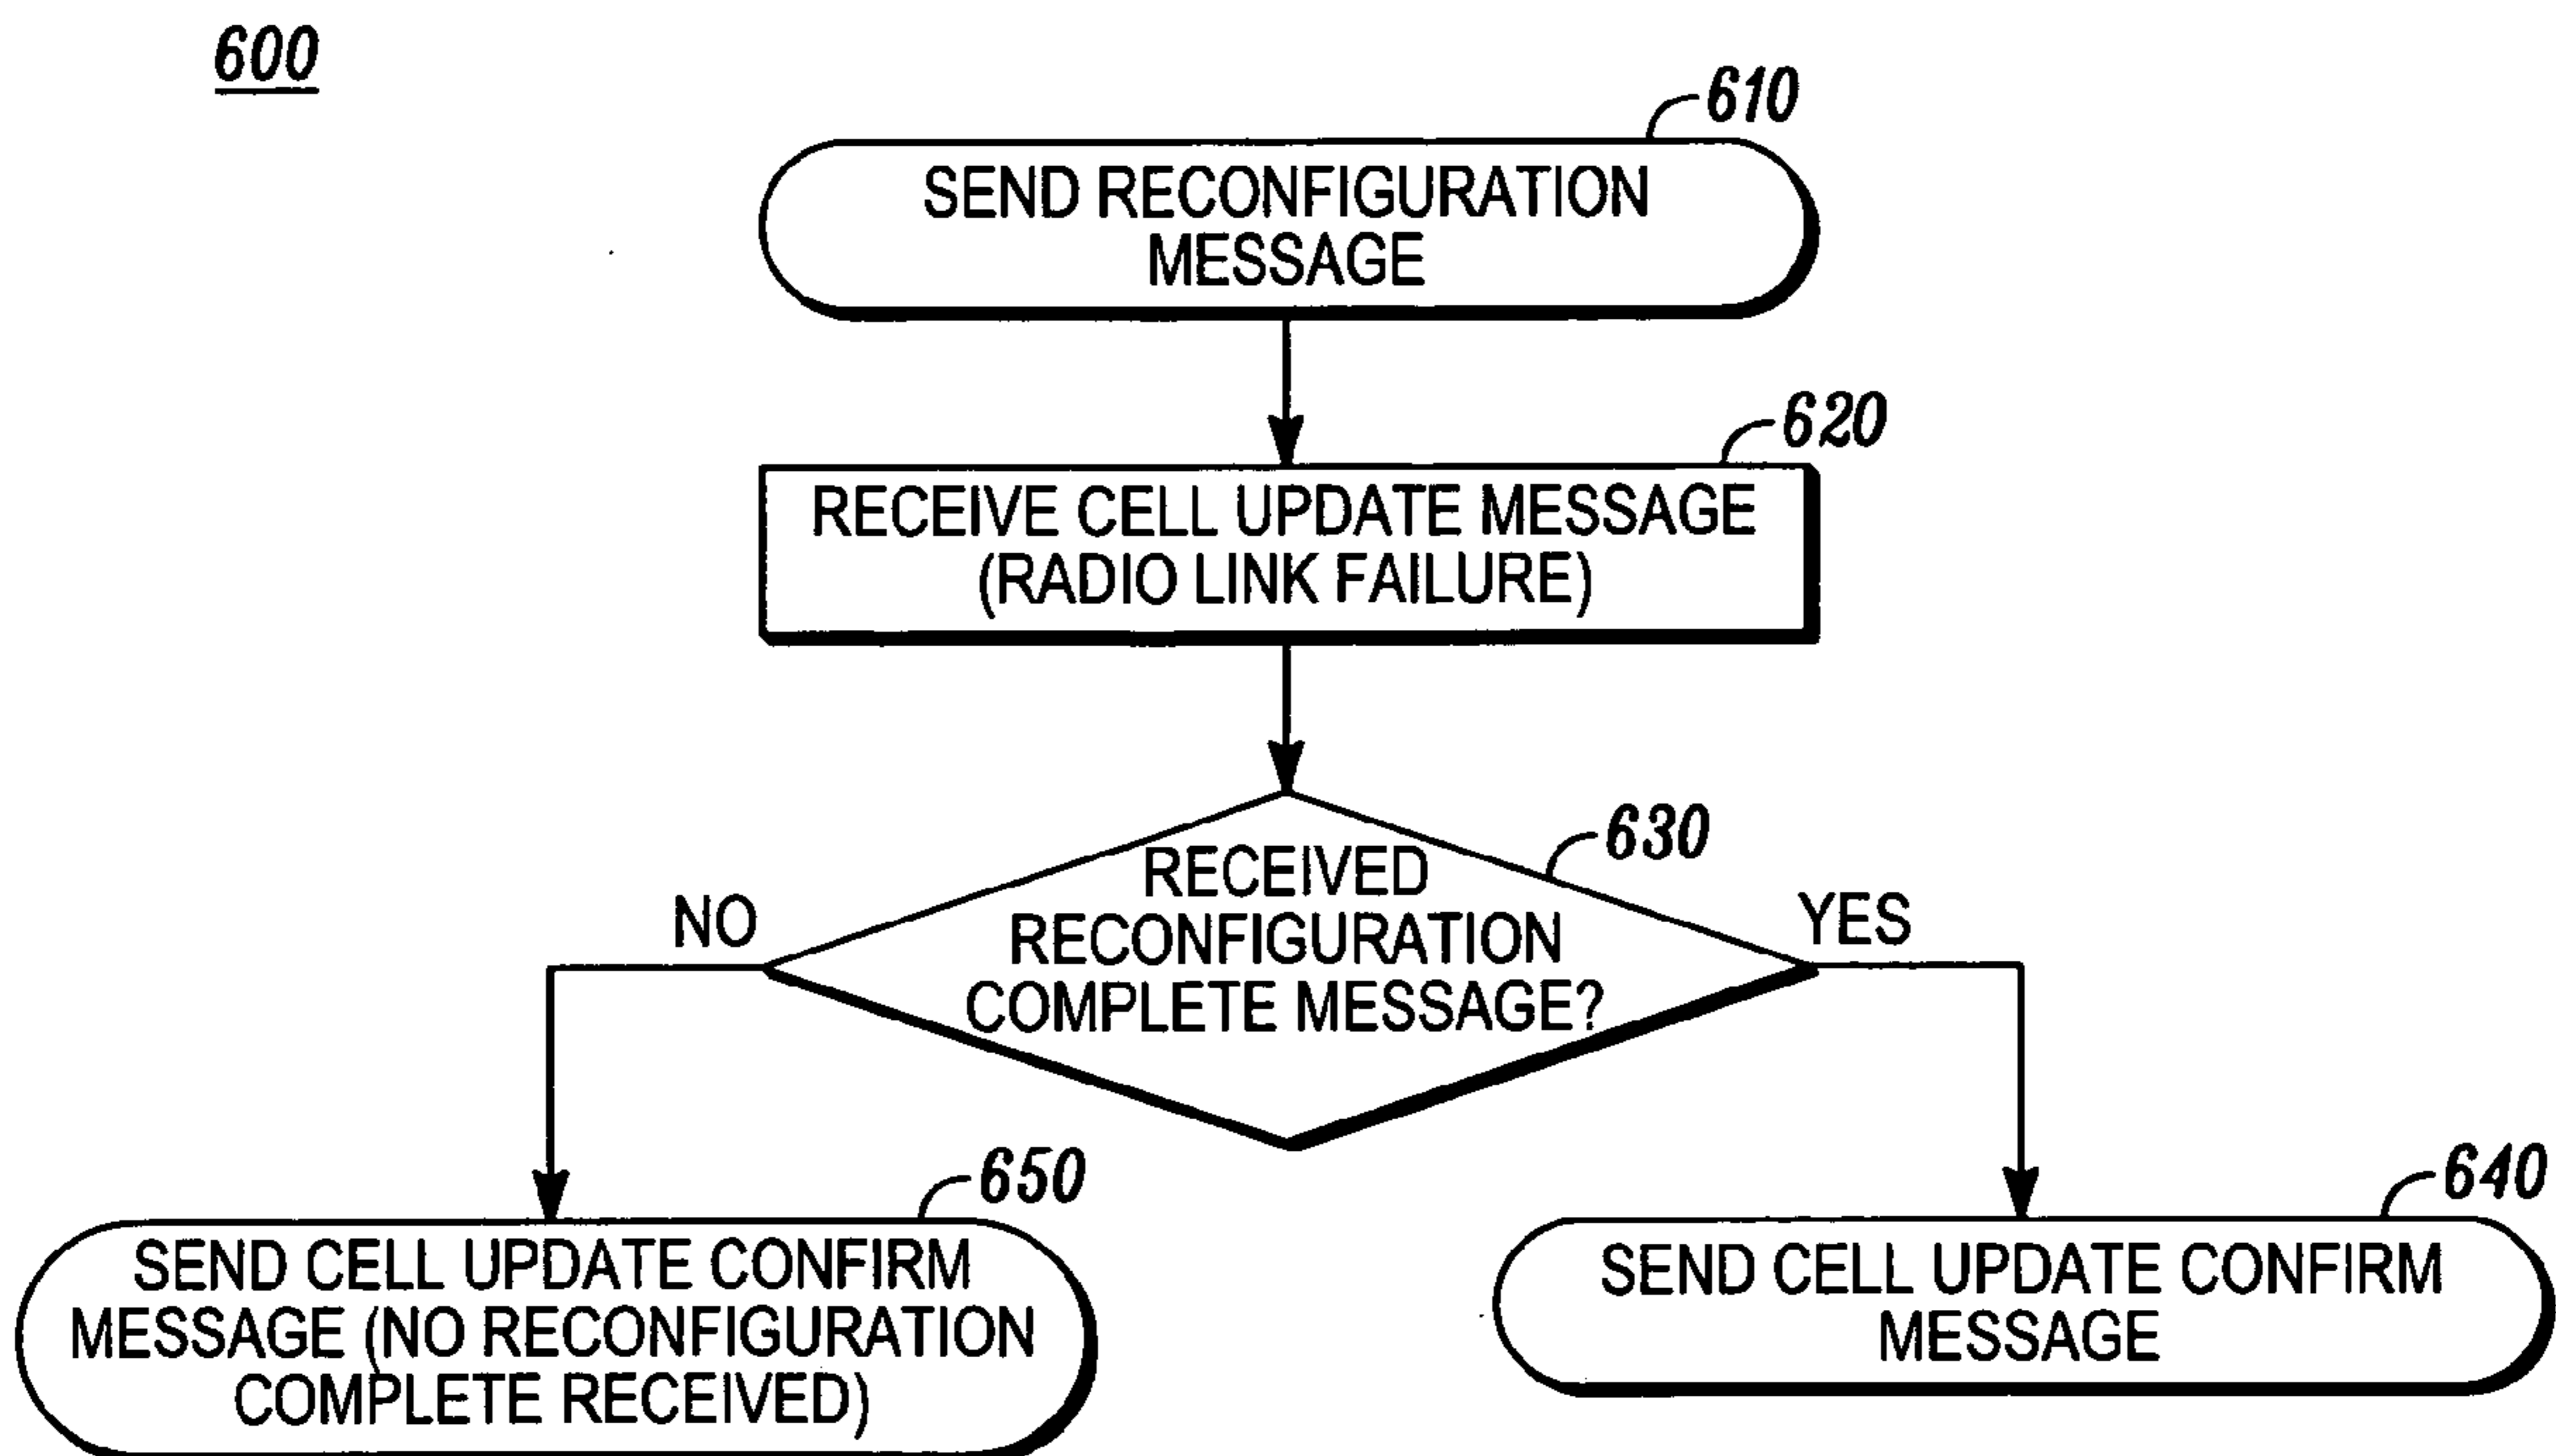 600
610
SEND RECONFIGURATION
MESSAGE
620
RECEIVE CELL UPDATE MESSAGE
(RADIO LINK FAILURE)
630
RECEIVED
RECONFIGURATION
COMPLETE MESSAGE?
NO
YES
650
SEND CELL UPDATE CONFIRM
MESSAGE (NO RECONFIGURATION
COMPLETE RECEIVED)
640
SEND CELL UPDATE CONFIRM
MESSAGE